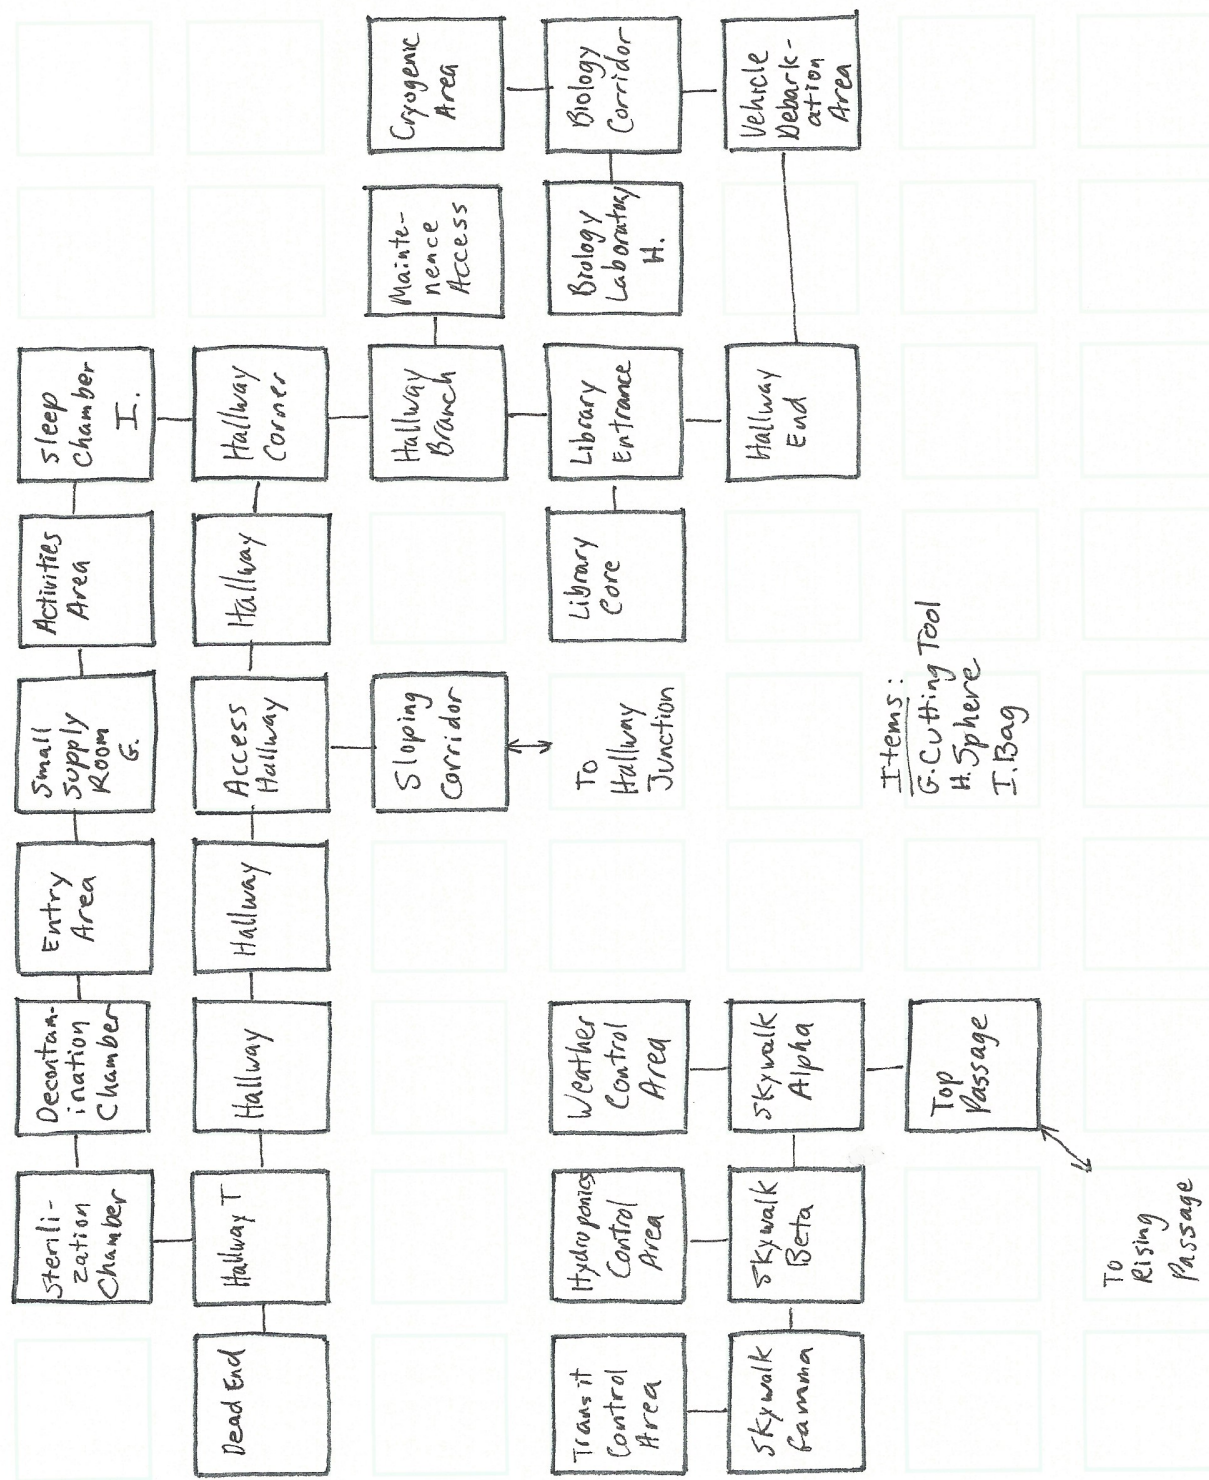 Sterili-
zation
Chamber
Decontam-
ination
Chamber
Entry
Area
Small
Supply
Room
G.
Activities
Area
Sleep
Chamber
I.
Dead End
Hallway T
Hallway
Hallway
Access
Hallway
Hallway
Hallway
Corner
Sloping
Corridor
Hallway
Branch
Mainte-
nence
Access
Cryogenic
Area
Transit
Control
Area
Hydroponics
Control
Area
Weather
Control
Area
To
Hallway
Junction
Library
Core
Library
Entrance
Biology
Laboratory
H.
Biology
Corridor
Skywalk
Gamma
Skywalk
Beta
Skywalk
Alpha
Hallway
End
Vehicle
Debark-
ation
Area
Top
Passage
Items:
G. Cutting Tool
H. Sphere
I. Bag
To
Rising
Passage